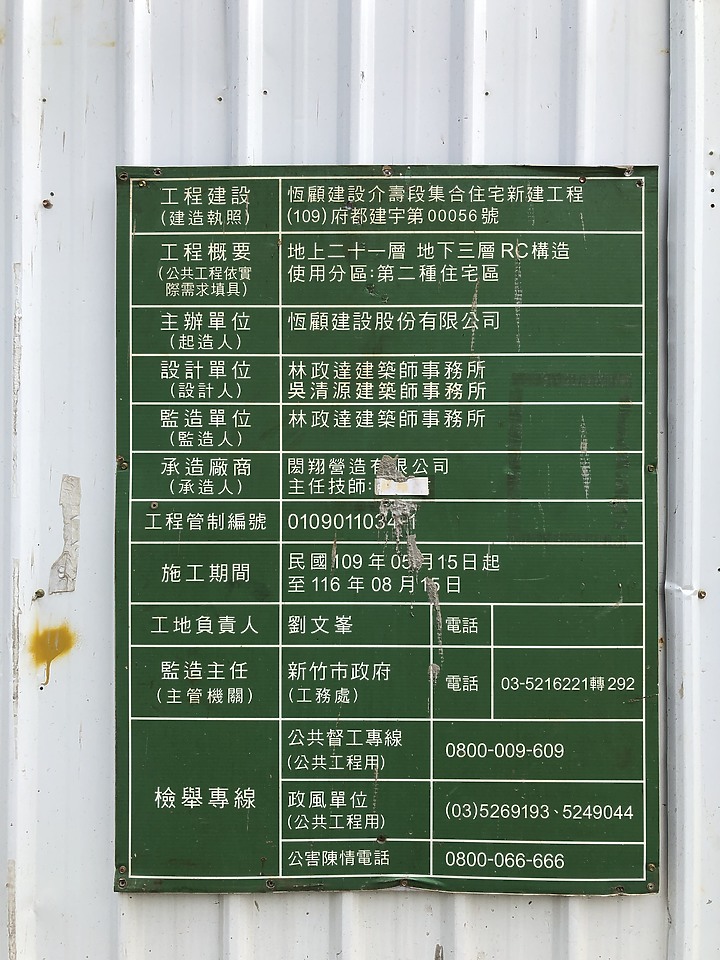 工程建設
(建造執照)
恆顧建設介壽段集合住宅新建工程
(109)府都建字第00056號
工程概要
(公共工程依實
際需求填具)
地上二十一層 地下三層RC構造
使用分區:第二種住宅區
主辦單位
(起造人)
恆顧建設股份有限公司
設計單位
(設計人)
林政達建築師事務所
吳清源建築師事務所
監造單位
(監造人)
林政達建築師事務所
承造廠商
(承造人)
閎翔營造有限公司
主任技師:
工程管制編號
施工期間
民國109年05月15日起
至116年08月15日
工地負責人
劉文峯
電話
監造主任
(主管機關)
新竹市政府
(工務處)
電話
03-5216221轉292
檢舉專線
公共督工專線
(公共工程用)
0800-009-609
政風單位
(公共工程用)
(03)5269193、5249044
公害陳情電話
0800-066-666